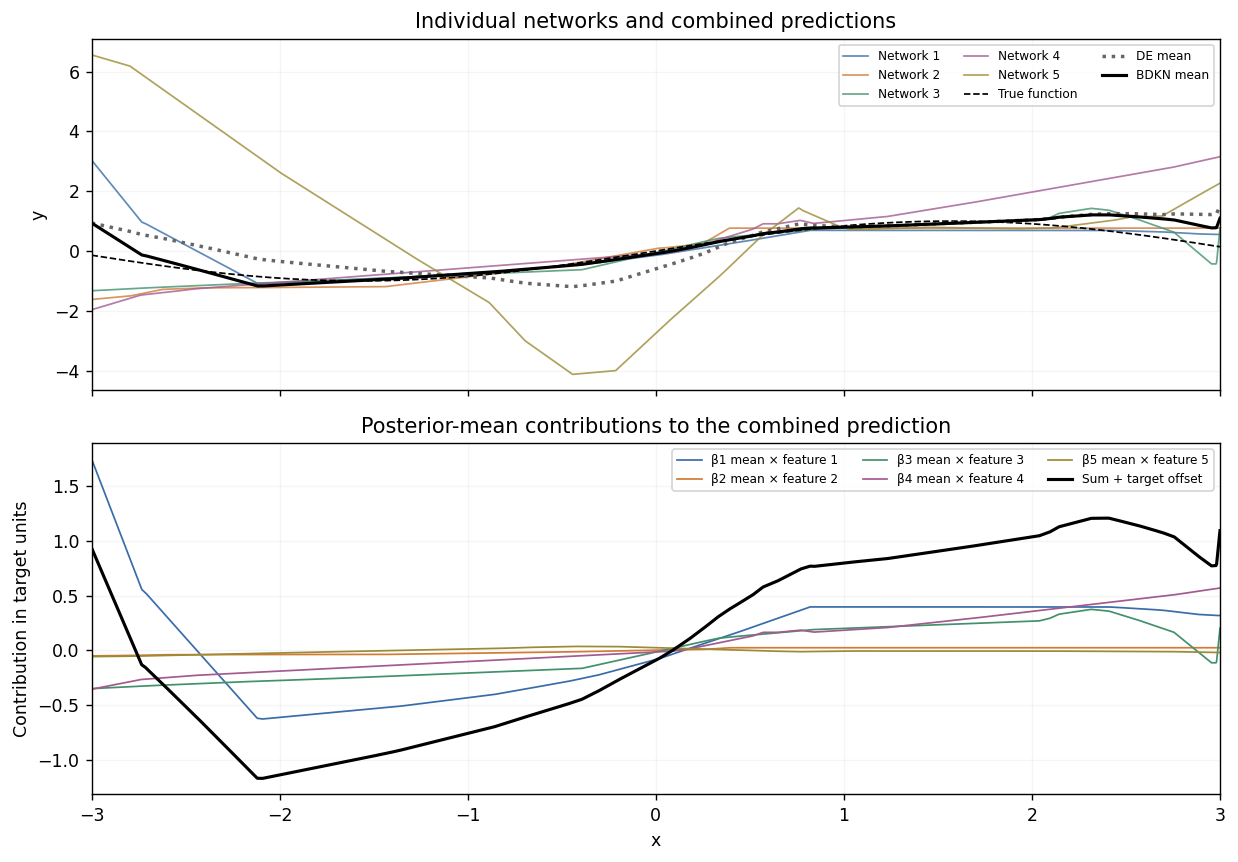 Individual networks and combined predictions
Network 1
Network 2
Network 3
Network 4
Network 5
True function
DE mean
BDKN mean
y
6
4
2
0
−2
−4
Posterior-mean contributions to the combined prediction
β1 mean × feature 1
β2 mean × feature 2
β3 mean × feature 3
β4 mean × feature 4
β5 mean × feature 5
Sum + target offset
Contribution in target units
1.5
1.0
0.5
0.0
−0.5
−1.0
−3
−2
−1
0
1
2
3
x